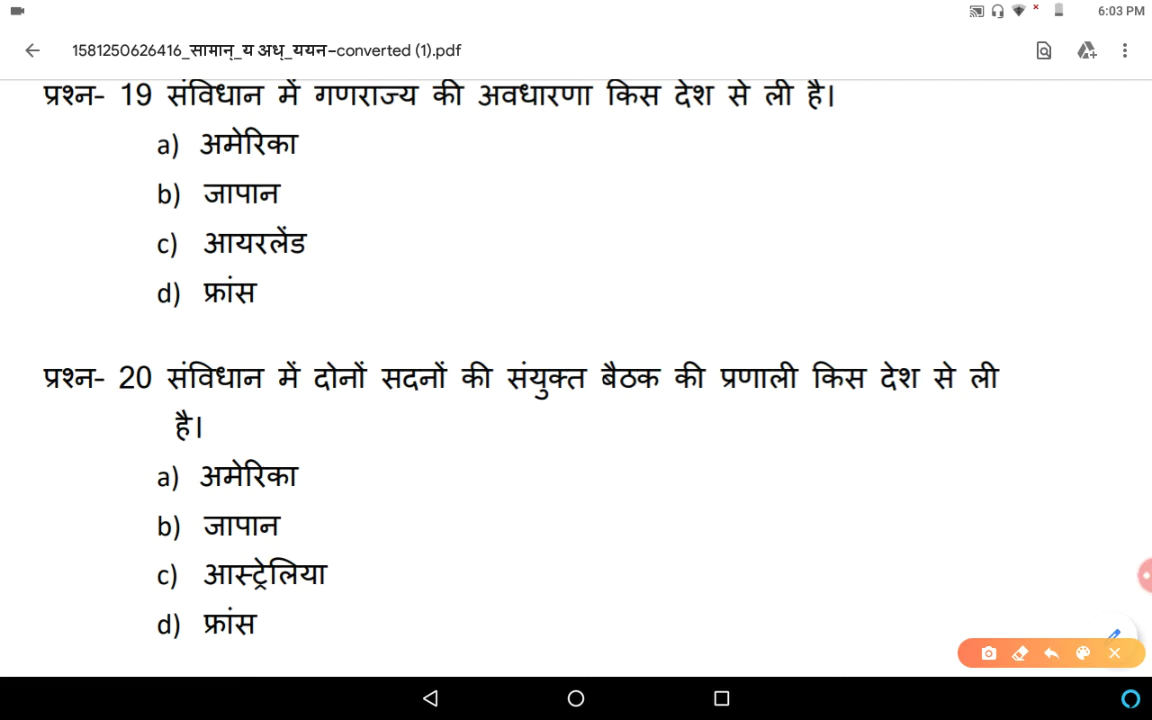 6:03 PM
1581250626416_सामान्_य अध्_ययन-converted (1).pdf
प्रश्न- 19 संविधान में गणराज्य की अवधारणा किस देश से ली है।
a) अमेरिका
b) जापान
c) आयरलेंड
d) फ्रांस
प्रश्न- 20 संविधान में दोनों सदनों की संयुक्त बैठक की प्रणाली किस देश से ली
है।
a) अमेरिका
b) जापान
c) आस्ट्रेलिया
d) फ्रांस